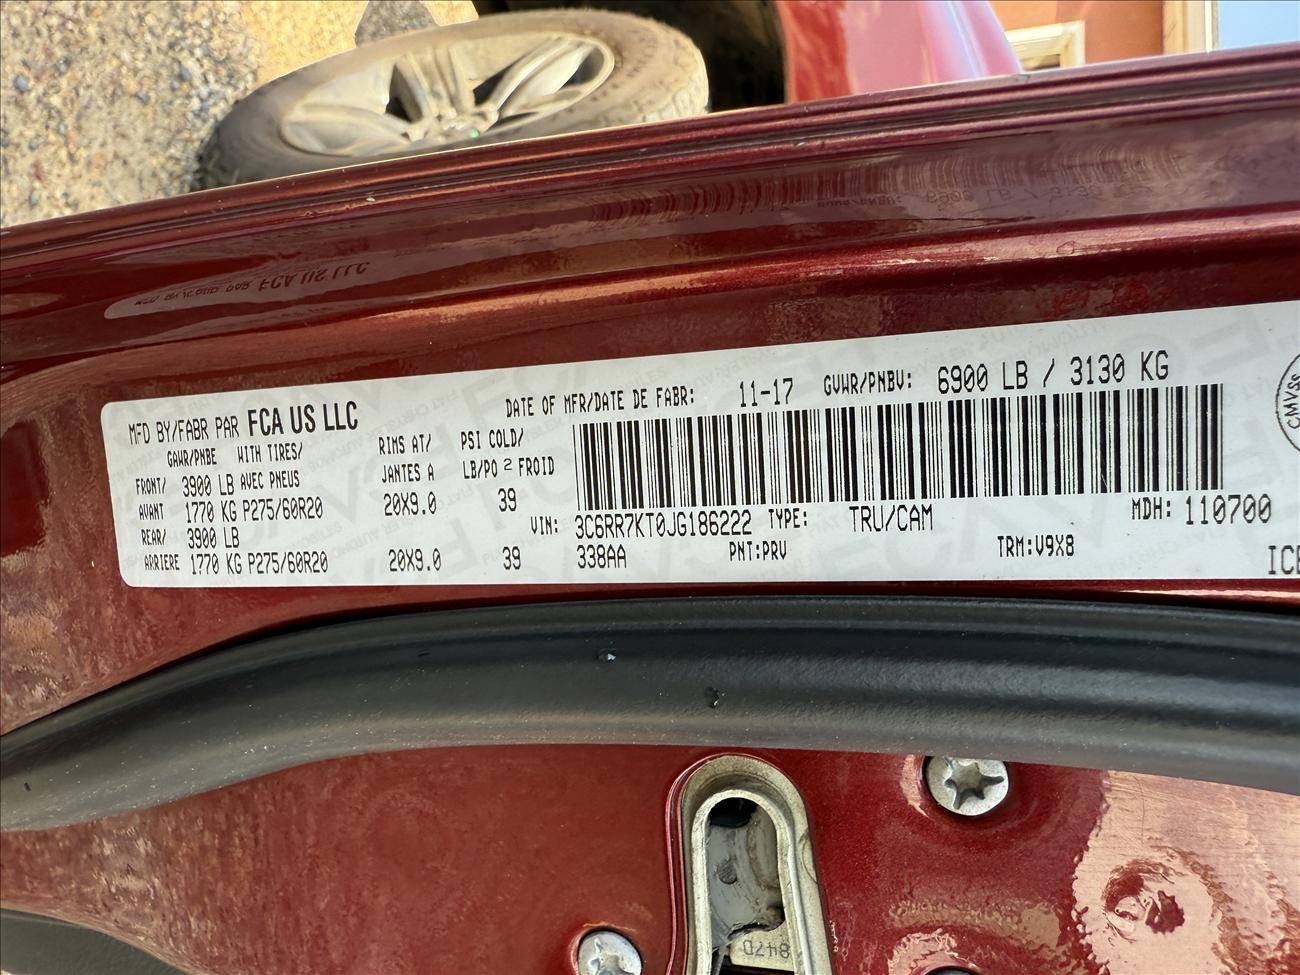 MFD BY/FABR PAR FCA US LLC
DATE OF MFR/DATE DE FABR: 11-17 GVWR/PNBV: 6900 LB / 3130 KG
GAWR/PNBE WITH TIRES/ RIMS AT/ PSI COLD/
FRONT/ 3900 LB AVEC PNEUS JANTES A LB/PO 2 FROID
AVANT 1770 KG P275/60R20 20X9.0 39
VIN: 3C6RR7KT0JG186222 TYPE: TRU/CAM MDH: 110700
REAR/ 3900 LB
ARRIERE 1770 KG P275/60R20 20X9.0 39 338AA PNT:PRV TRM:V9X8 ICE
CMVSS
847D